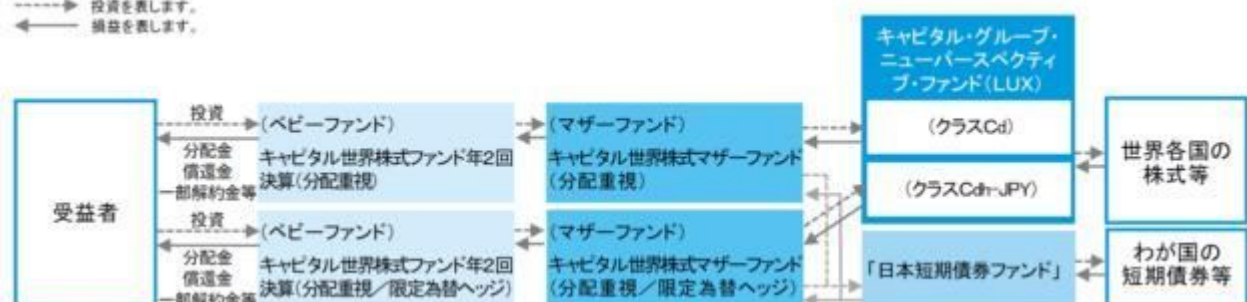 投資を表します。
損益を表します。
キャピタル・グループ・
ニューパースペクティ
ブ・ファンド(LUX)
(クラスCd)
(クラスCdh-JPY)
受益者
投資
分配金
償還金
一部解約金等
(ベビーファンド)
キャピタル世界株式ファンド年2回
決算(分配重視)
(マザーファンド)
キャピタル世界株式マザーファンド
(分配重視)
世界各国の
株式等
投資
分配金
償還金
一部解約金等
(ベビーファンド)
キャピタル世界株式ファンド年2回
決算(分配重視/限定為替ヘッジ)
(マザーファンド)
キャピタル世界株式マザーファンド
(分配重視/限定為替ヘッジ)
「日本短期債券ファンド」
わが国の
短期債券等